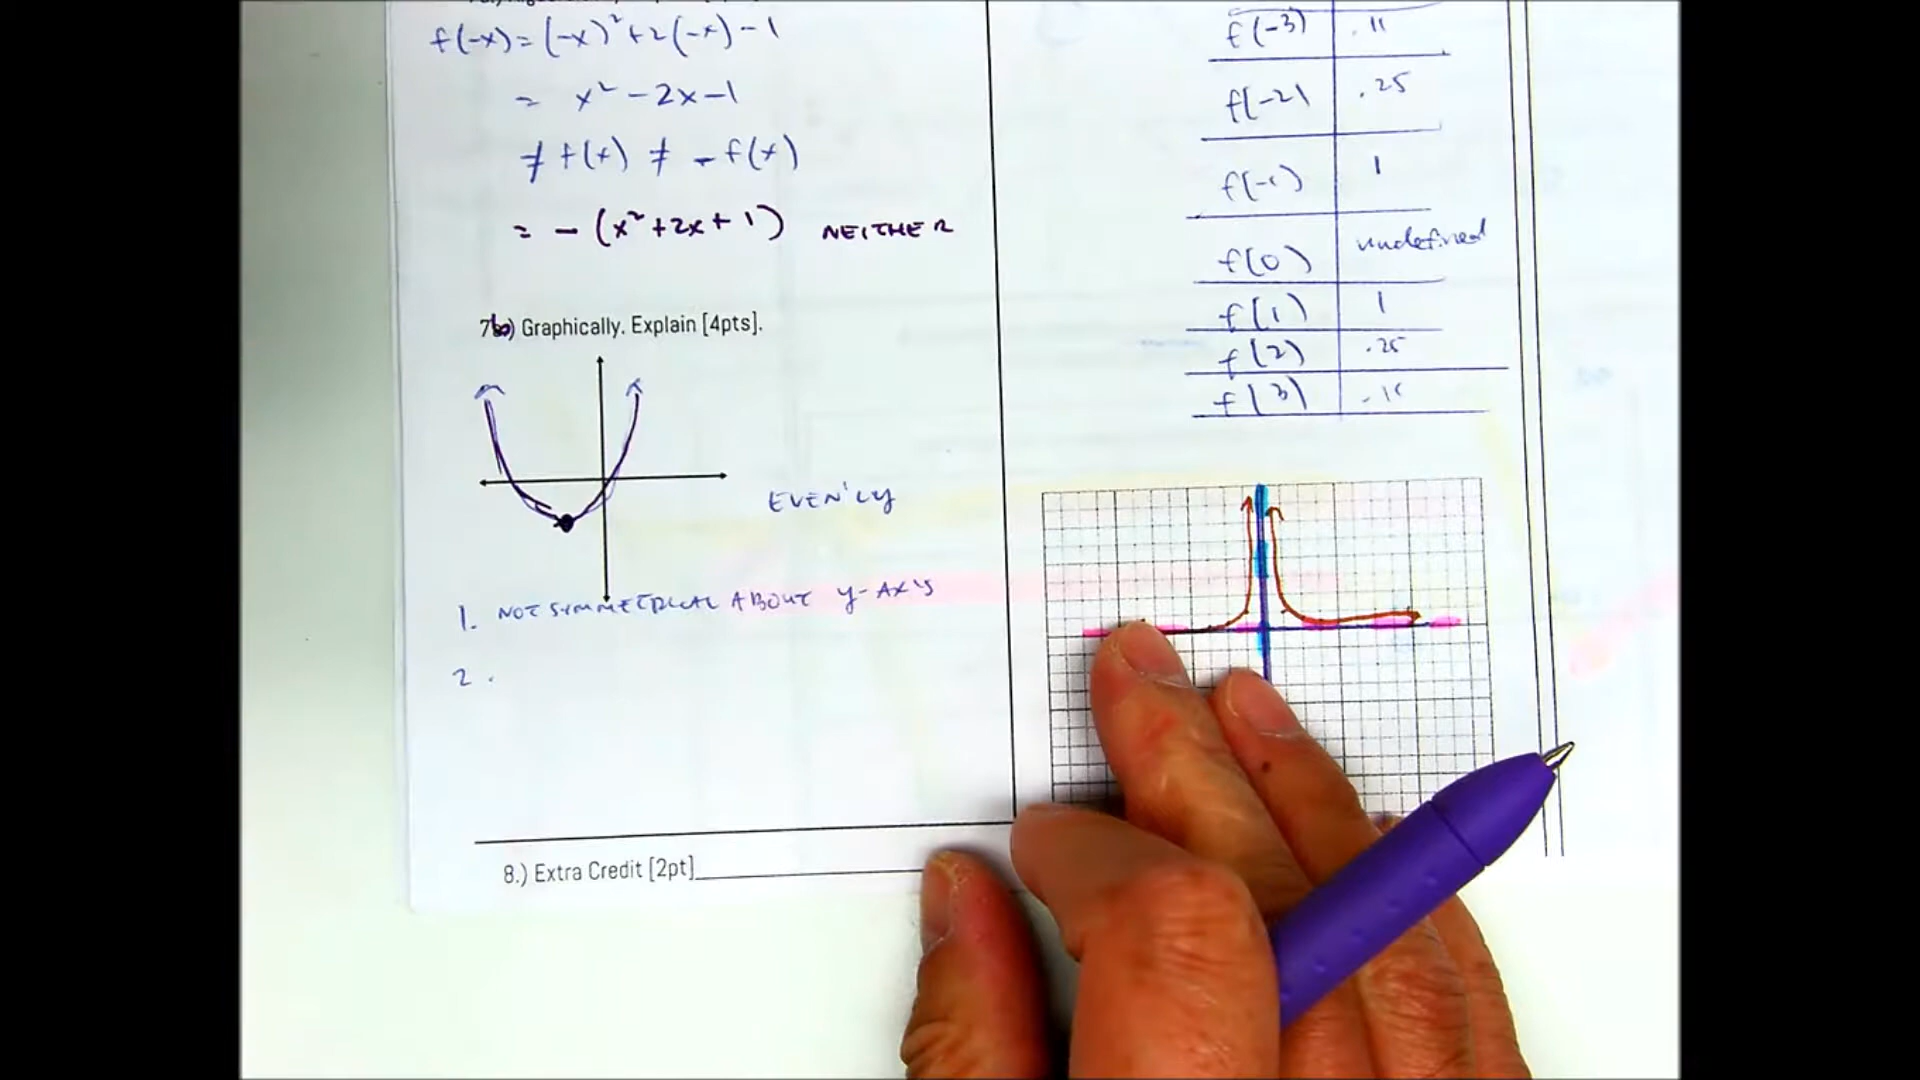 f(-x) = (-x)² + 2(-x) - 1
= x² - 2x - 1
≠ f(x) ≠ - f(x)
= - (x² + 2x + 1) NEITHER
7b) Graphically. Explain [4pts].
1. NOT SYMMETRICAL ABOUT Y-AXIS
2.
8.) Extra Credit [2pt]
f(-3) .11
f(-2) .25
f(-1) 1
f(0) undefined
f(1) 1
f(2) .25
f(3) .11